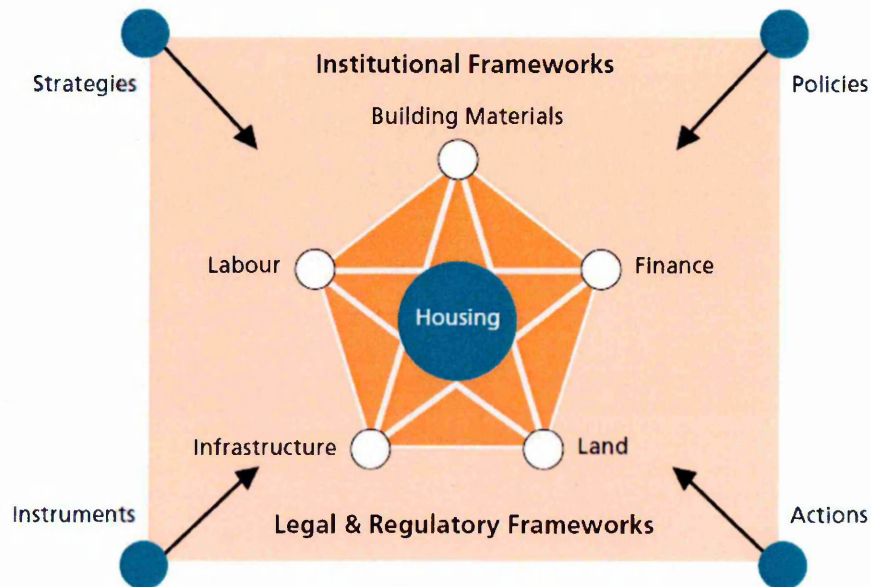 Institutional Frameworks
Strategies
Policies
Building Materials
Labour
Finance
Housing
Infrastructure
Land
Instruments
Legal & Regulatory Frameworks
Actions